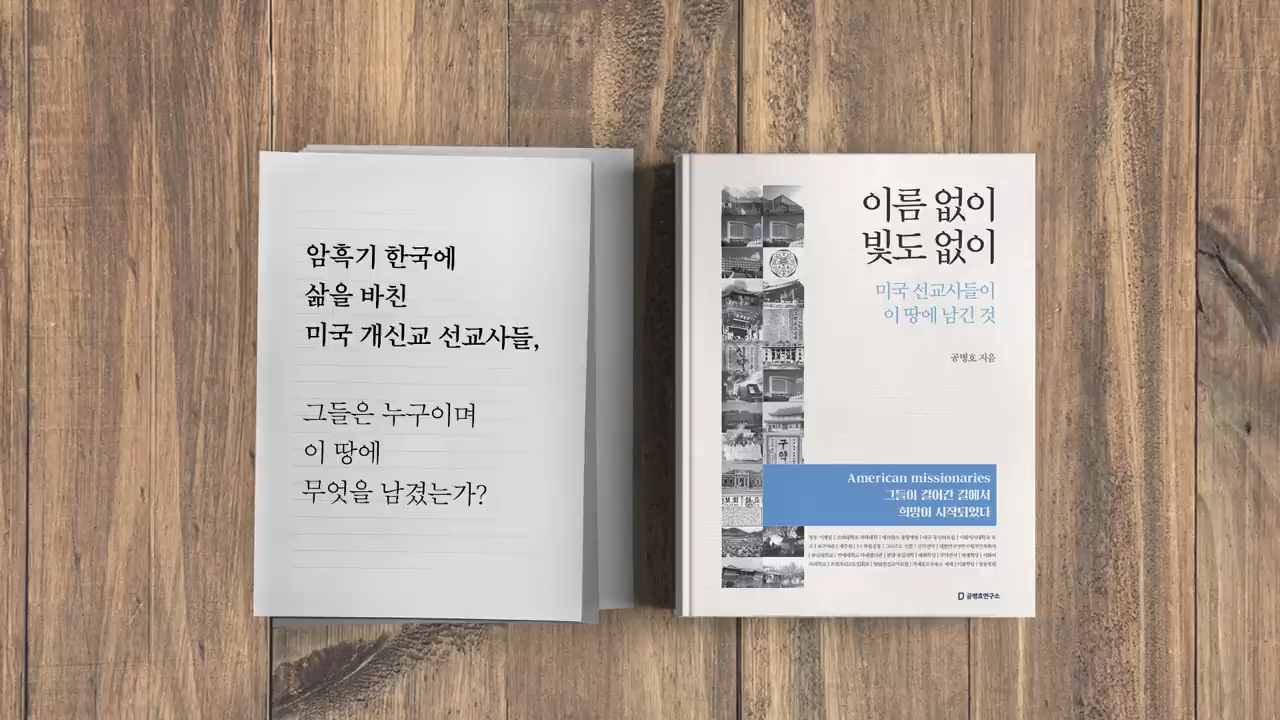 암흑기 한국에
삶을 바친
미국 개신교 선교사들,
그들은 누구이며
이 땅에
무엇을 남겼는가?
이름 없이
빛도 없이
미국 선교사들이
이 땅에 남긴 것
공병호 지음
구약
American missionaries
그들이 걸어간 길에서
희망이 시작되었다
공병호연구소